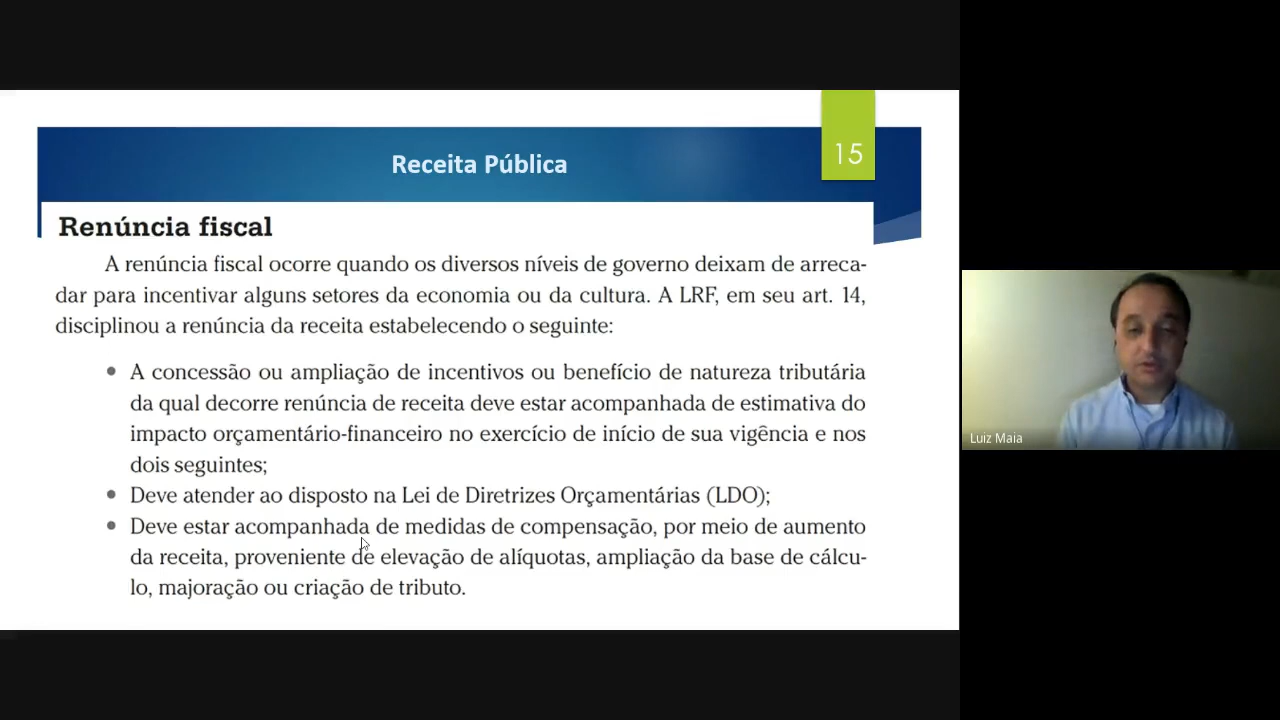 Receita Pública
15
Renúncia fiscal
A renúncia fiscal ocorre quando os diversos níveis de governo deixam de arreca-
dar para incentivar alguns setores da economia ou da cultura. A LRF, em seu art. 14,
disciplinou a renúncia da receita estabelecendo o seguinte:
• A concessão ou ampliação de incentivos ou benefício de natureza tributária
da qual decorre renúncia de receita deve estar acompanhada de estimativa do
impacto orçamentário-financeiro no exercício de início de sua vigência e nos
dois seguintes;
• Deve atender ao disposto na Lei de Diretrizes Orçamentárias (LDO);
• Deve estar acompanhada de medidas de compensação, por meio de aumento
da receita, proveniente de elevação de alíquotas, ampliação da base de cálcu-
lo, majoração ou criação de tributo.
Luiz Maia